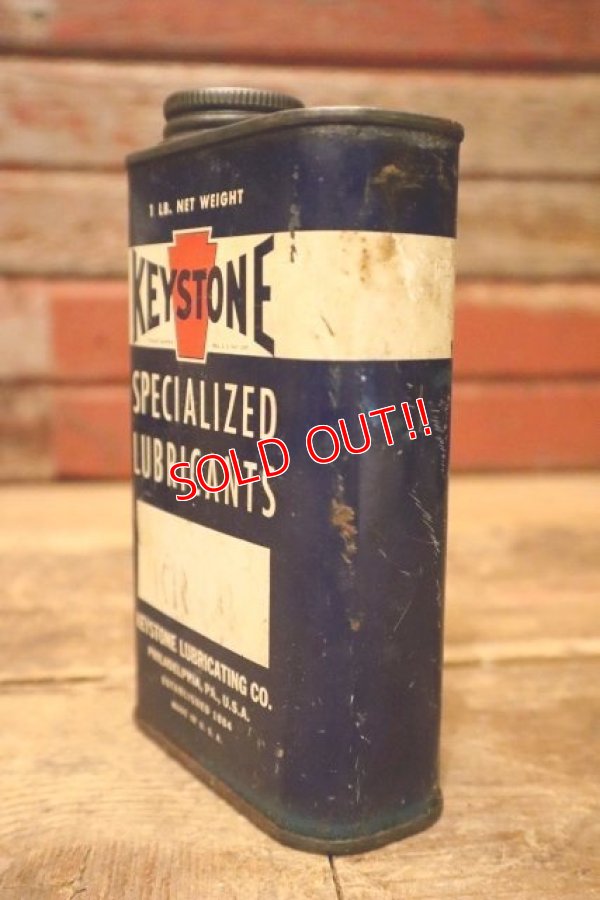 1 LB. NET WEIGHT
KEYSTONE
SPECIALIZED
LUBRICANTS
SOLD OUT!!
KEYSTONE LUBRICATING CO.
PHILADELPHIA, PA., U.S.A.
ESTABLISHED 1884
MADE IN U.S.A.